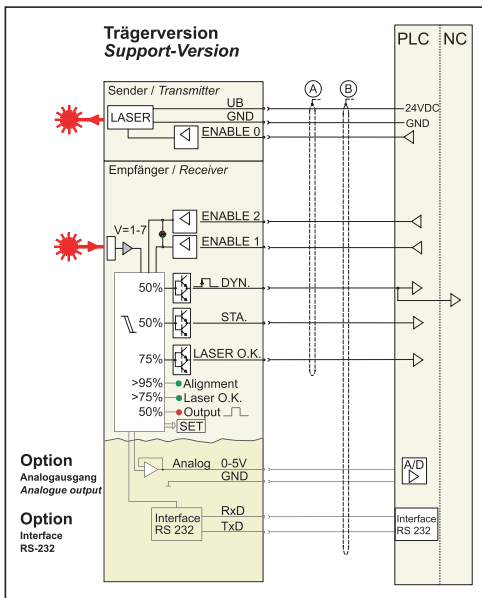 Trägerversion
Support-Version
PLC NC
Sender / Transmitter
A B
UB
LASER
GND
24VDC
GND
ENABLE 0
Empfänger / Receiver
ENABLE 2
V=1-7
ENABLE 1
50% DYN.
50% STA.
75% LASER O.K.
>95% Alignment
>75% Laser O.K.
50% Output
SET
Option
Analogausgang
Analogue output
Analog 0-5V
A/D
GND
Option
Interface
RS-232
Interface
RS 232
RxD
TxD
Interface
RS 232